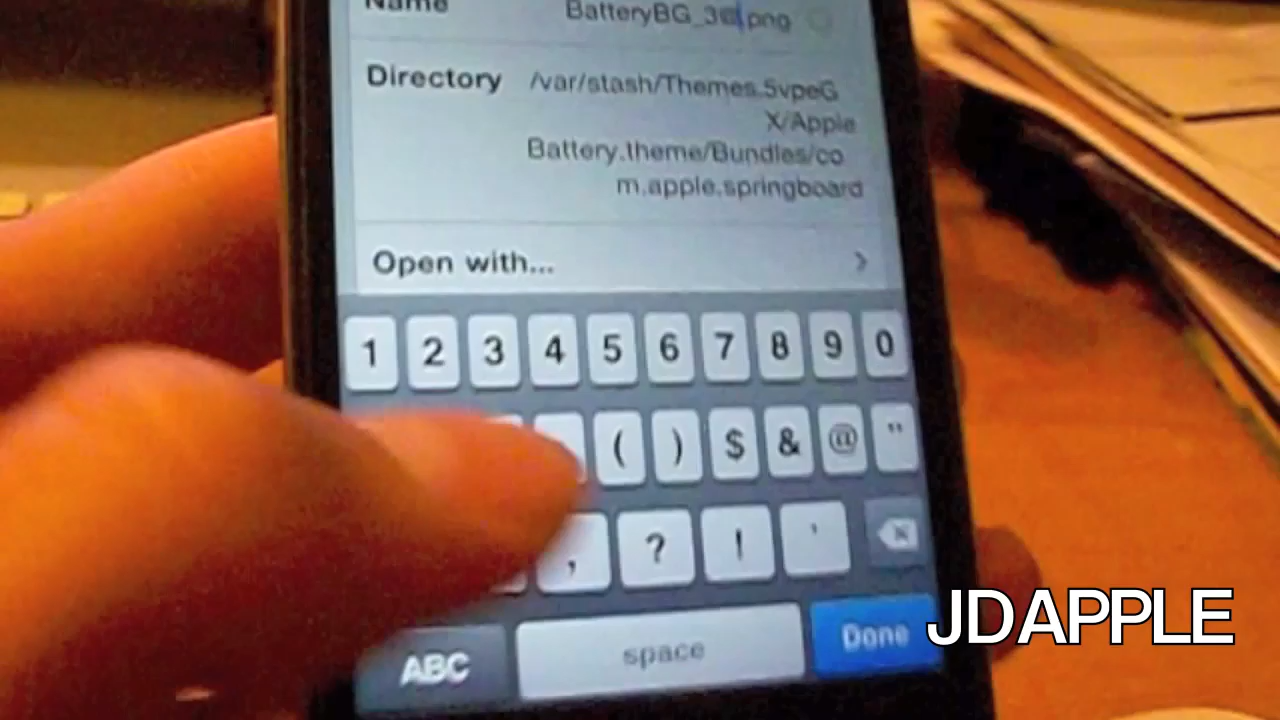 Name BatteryBG_3@.png
Directory /var/stash/Themes.5vpeG
X/Apple
Battery.theme/Bundles/co
m.apple.springboard
Open with... >
1 2 3 4 5 6 7 8 9 0
( ) $ & @ "
, ? ! '
ABC space Done
JDAPPLE